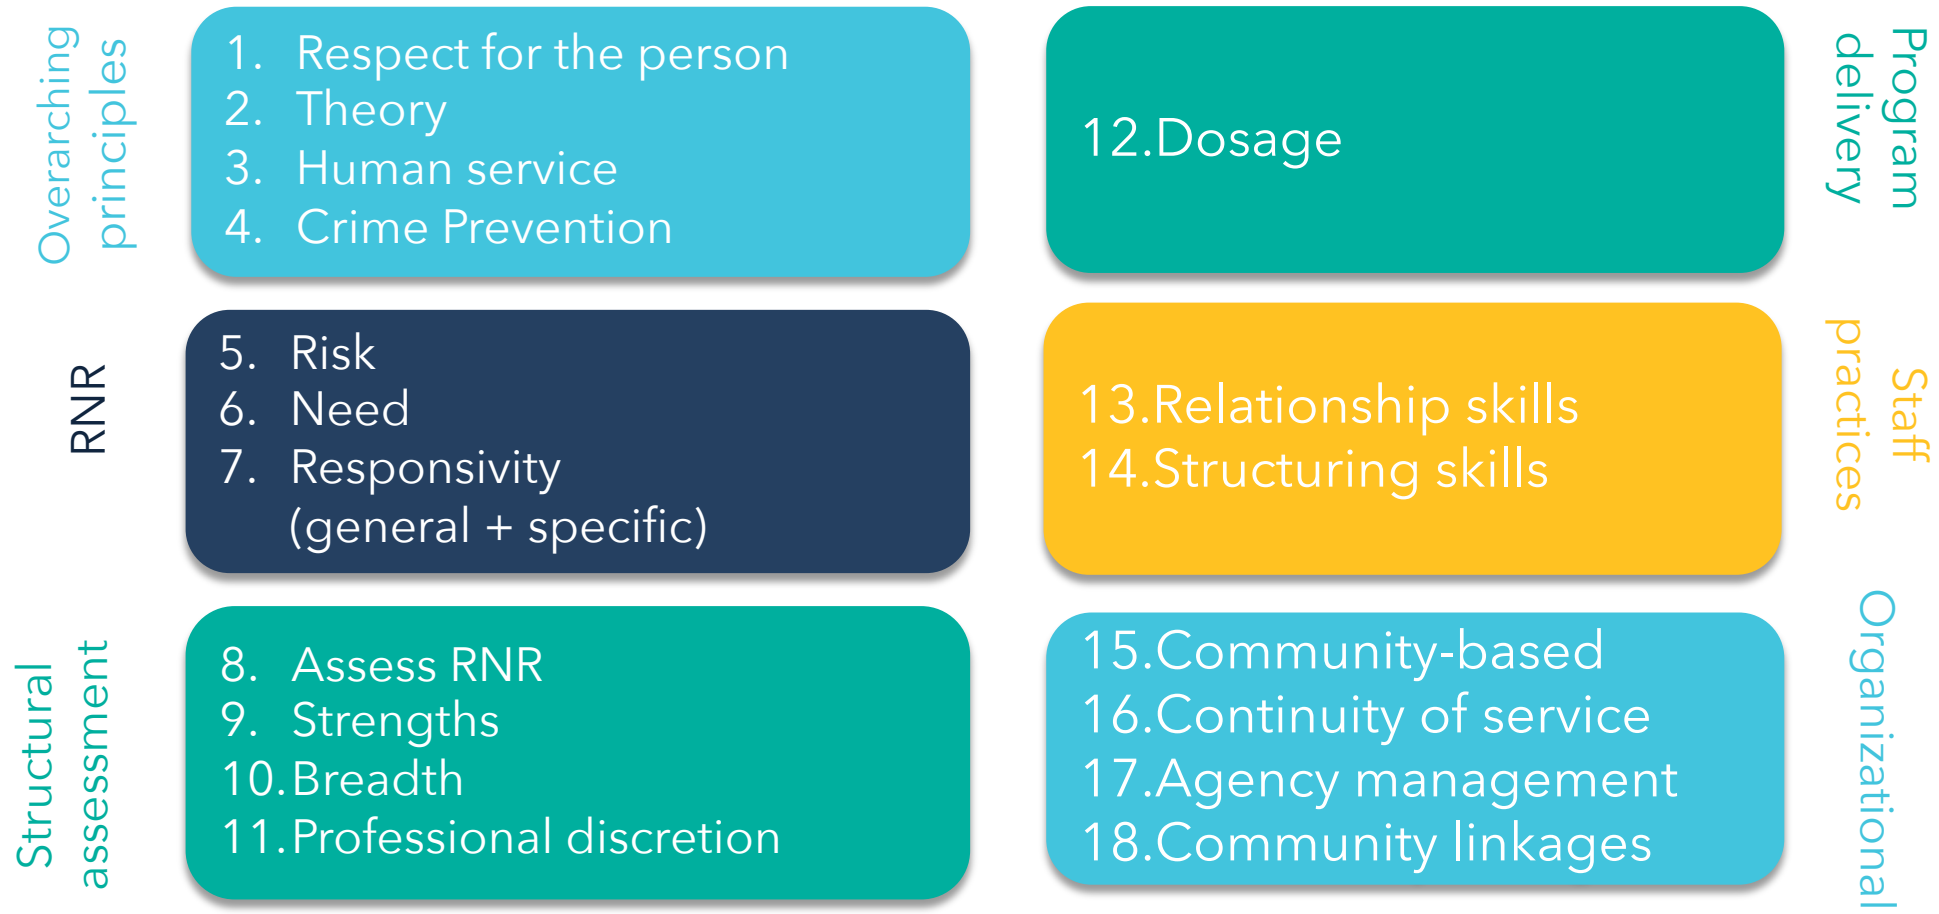 Overarching
principles
1. Respect for the person
2. Theory
3. Human service
4. Crime Prevention
RNR
5. Risk
6. Need
7. Responsivity
(general + specific)
Structural
assessment
8. Assess RNR
9. Strengths
10.Breadth
11.Professional discretion
Program
delivery
12.Dosage
Staff
practices
13.Relationship skills
14.Structuring skills
Organizational
15.Community-based
16.Continuity of service
17.Agency management
18.Community linkages